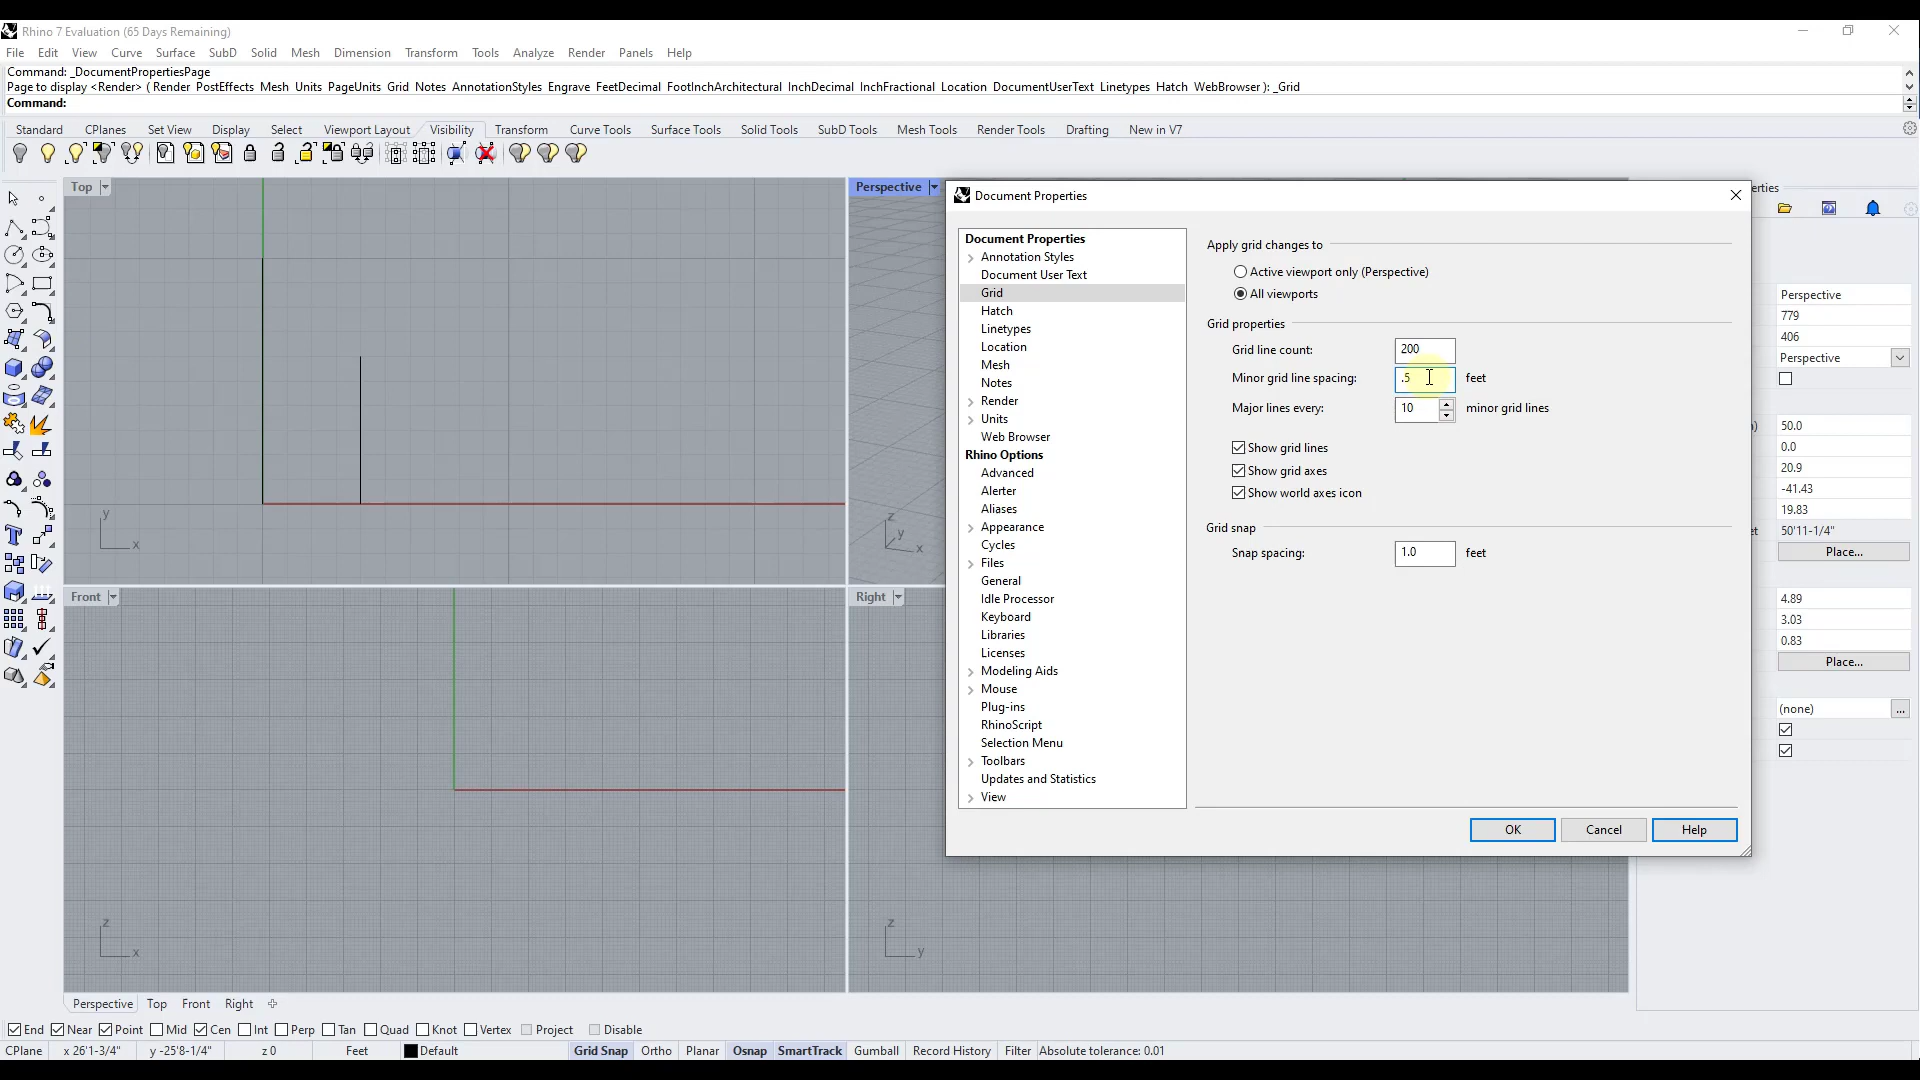 Rhino 7 Evaluation (65 Days Remaining)
File Edit View Curve Surface SubD Solid Mesh Dimension Transform Tools Analyze Render Panels Help
Command: _DocumentPropertiesPage
Page to display <Render> ( Render PostEffects Mesh Units PageUnits Grid Notes AnnotationStyles Engrave FeetDecimal FootInchArchitectural InchDecimal InchFractional Location DocumentUserText Linetypes Hatch WebBrowser ): _Grid
Command:
Standard CPlanes Set View Display Select Viewport Layout Visibility Transform Curve Tools Surface Tools Solid Tools SubD Tools Mesh Tools Render Tools Drafting New in V7
Top
y
x
Perspective
z
y
x
Front
z
x
Right
z
y
Document Properties
Document Properties
Annotation Styles
Document User Text
Grid
Hatch
Linetypes
Location
Mesh
Notes
Render
Units
Web Browser
Rhino Options
Advanced
Alerter
Aliases
Appearance
Cycles
Files
General
Idle Processor
Keyboard
Libraries
Licenses
Modeling Aids
Mouse
Plug-ins
RhinoScript
Selection Menu
Toolbars
Updates and Statistics
View
Apply grid changes to
Active viewport only (Perspective)
All viewports
Grid properties
Grid line count: 200
Minor grid line spacing: .5 feet
Major lines every: 10 minor grid lines
Show grid lines
Show grid axes
Show world axes icon
Grid snap
Snap spacing: 1.0 feet
OK Cancel Help
Perspective
779
406
Perspective
50.0
0.0
20.9
-41.43
19.83
50'11-1/4"
Place...
4.89
3.03
0.83
Place...
(none) ...
Perspective Top Front Right
End Near Point Mid Cen Int Perp Tan Quad Knot Vertex Project Disable
CPlane x 26'1-3/4" y -25'8-1/4" z 0 Feet Default Grid Snap Ortho Planar Osnap SmartTrack Gumball Record History Filter Absolute tolerance: 0.01